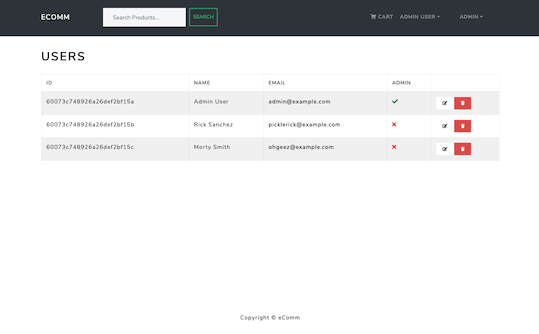 ECOMM Search Products... SEARCH CART ADMIN USER ADMIN
USERS
ID NAME EMAIL ADMIN
60073c748926a26def2bf15a Admin User admin@example.com
60073c748926a26def2bf15b Rick Sanchez picklerick@example.com
60073c748926a26def2bf15c Morty Smith ohgeez@example.com
Copyright © eComm